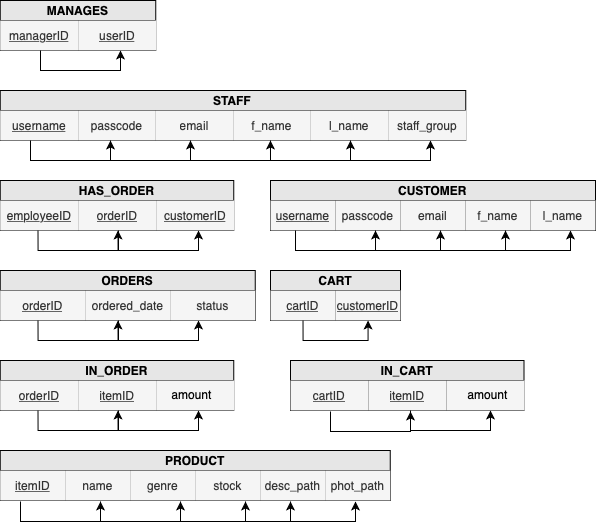 MANAGES
managerID userID
STAFF
username passcode email f_name l_name staff_group
HAS_ORDER
employeeID orderID customerID
CUSTOMER
username passcode email f_name l_name
ORDERS
orderID ordered_date status
CART
cartID customerID
IN_ORDER
orderID itemID amount
IN_CART
cartID itemID amount
PRODUCT
itemID name genre stock desc_path phot_path